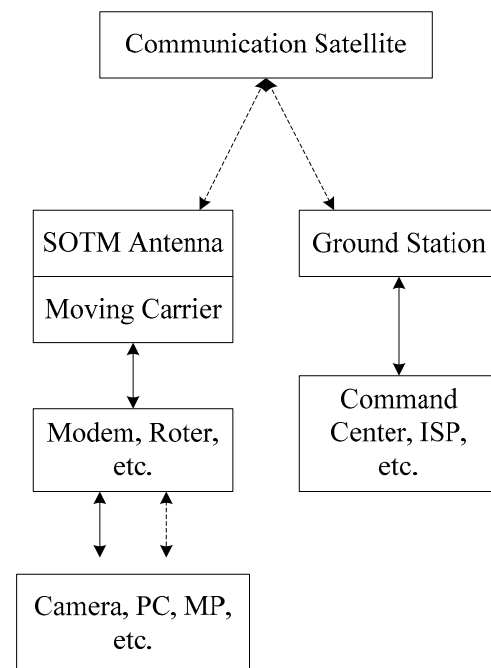 Communication Satellite
SOTM Antenna
Moving Carrier
Modem, Roter,
etc.
Camera, PC, MP,
etc.
Ground Station
Command
Center, ISP,
etc.